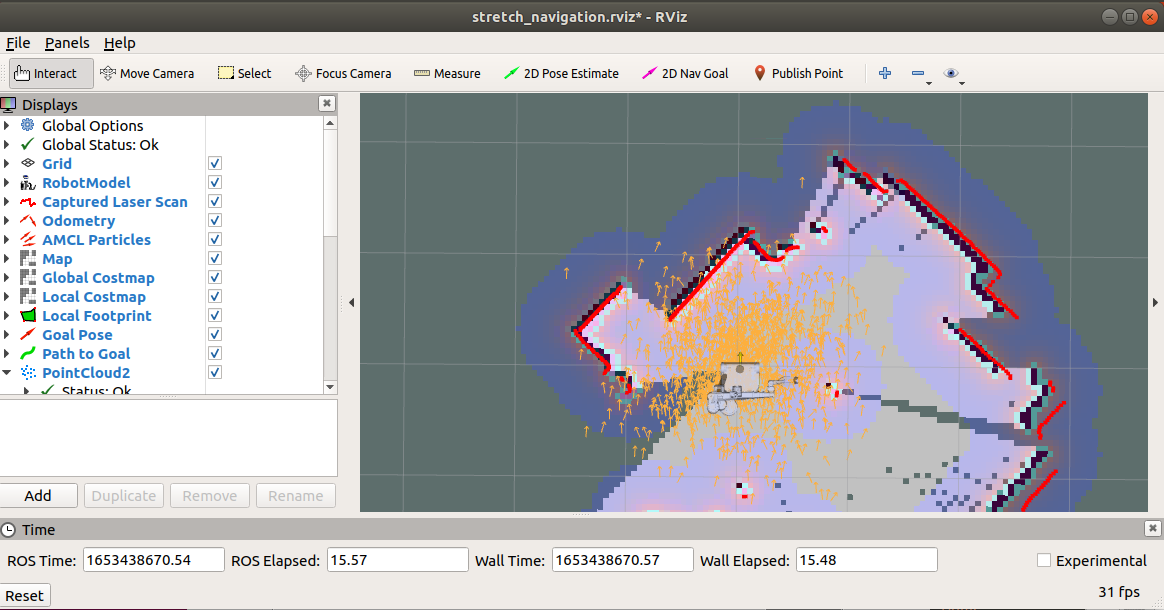 stretch_navigation.rviz* - RViz
File Panels Help
Interact Move Camera Select Focus Camera Measure 2D Pose Estimate 2D Nav Goal Publish Point
Displays
Global Options
Global Status: Ok
Grid
RobotModel
Captured Laser Scan
Odometry
AMCL Particles
Map
Global Costmap
Local Costmap
Local Footprint
Goal Pose
Path to Goal
PointCloud2
Status: Ok
Add Duplicate Remove Rename
Time
ROS Time: 1653438670.54 ROS Elapsed: 15.57 Wall Time: 1653438670.57 Wall Elapsed: 15.48 Experimental
Reset 31 fps